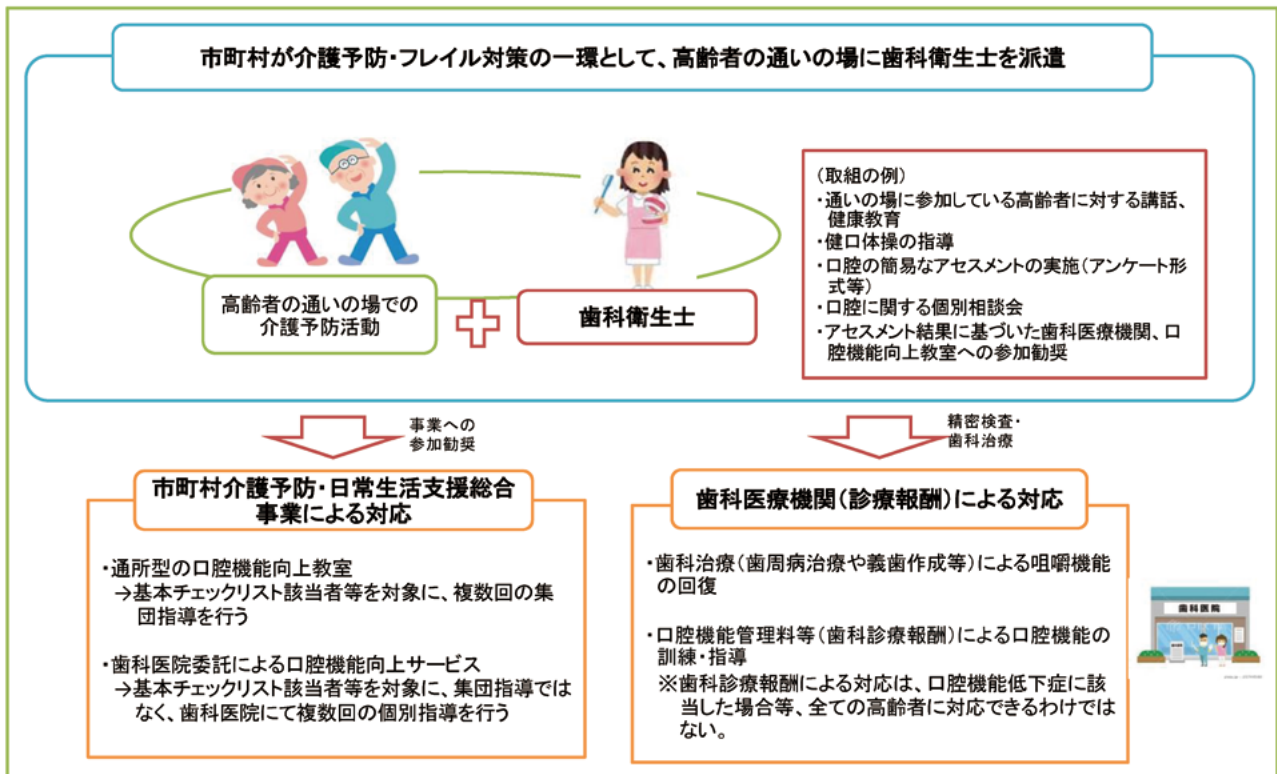 市町村が介護予防・フレイル対策の一環として、高齢者の通いの場に歯科衛生士を派遣
高齢者の通いの場での
介護予防活動
歯科衛生士
(取組の例)
・通いの場に参加している高齢者に対する講話、
健康教育
・健口体操の指導
・口腔の簡易なアセスメントの実施(アンケート形
式等)
・口腔に関する個別相談会
・アセスメント結果に基づいた歯科医療機関、口
腔機能向上教室への参加勧奨
事業への
参加勧奨
精密検査・
歯科治療
市町村介護予防・日常生活支援総合
事業による対応
・通所型の口腔機能向上教室
→基本チェックリスト該当者等を対象に、複数回の集
団指導を行う
・歯科医院委託による口腔機能向上サービス
→基本チェックリスト該当者等を対象に、集団指導では
なく、歯科医院にて複数回の個別指導を行う
歯科医療機関(診療報酬)による対応
・歯科治療(歯周病治療や義歯作成等)による咀嚼機能
の回復
・口腔機能管理料等(歯科診療報酬)による口腔機能の
訓練・指導
※歯科診療報酬による対応は、口腔機能低下症に該
当した場合等、全ての高齢者に対応できるわけでは
ない。
歯科医院